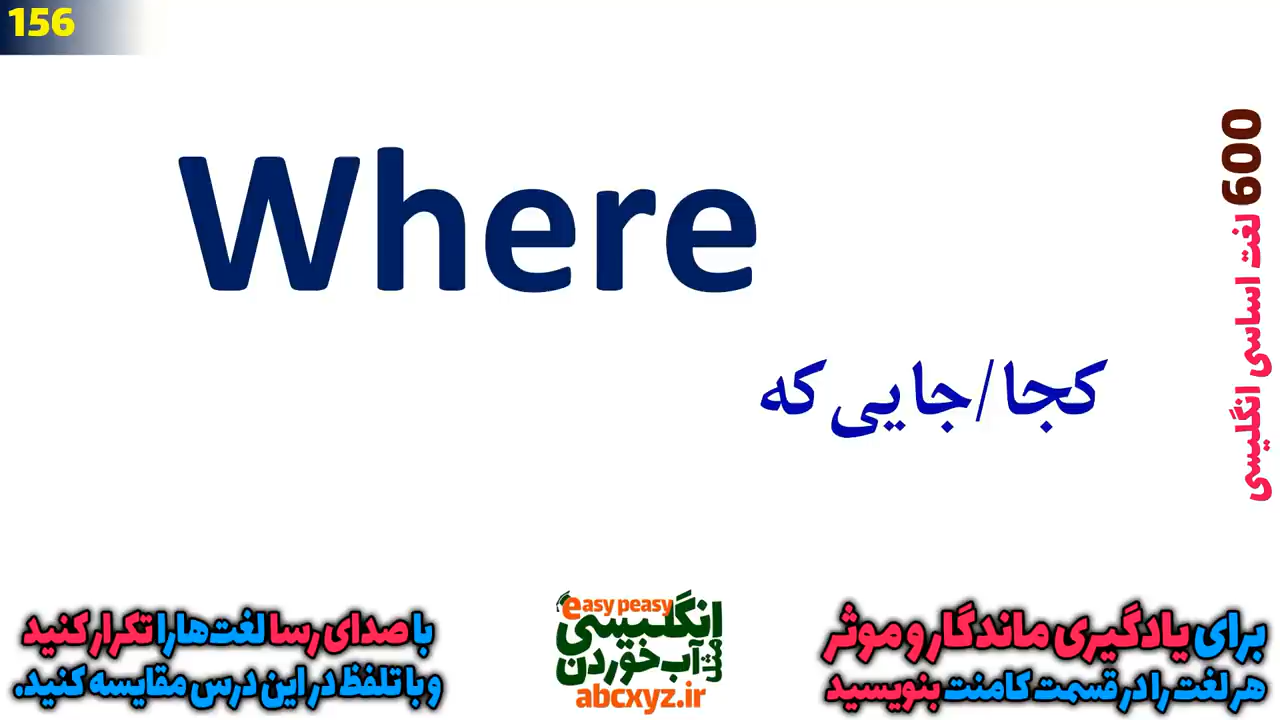 156
Where
کجا/جایی که
600 لغت اساسی انگلیسی
برای یادگیری ماندگار و موثر
هر لغت را در قسمت کامنت بنویسید
easy peasy
انگلیسی
مثل آب خوردن
abcxyz.ir
با صدای رسا لغت‌ها را تکرار کنید
و با تلفظ در این درس مقایسه کنید.